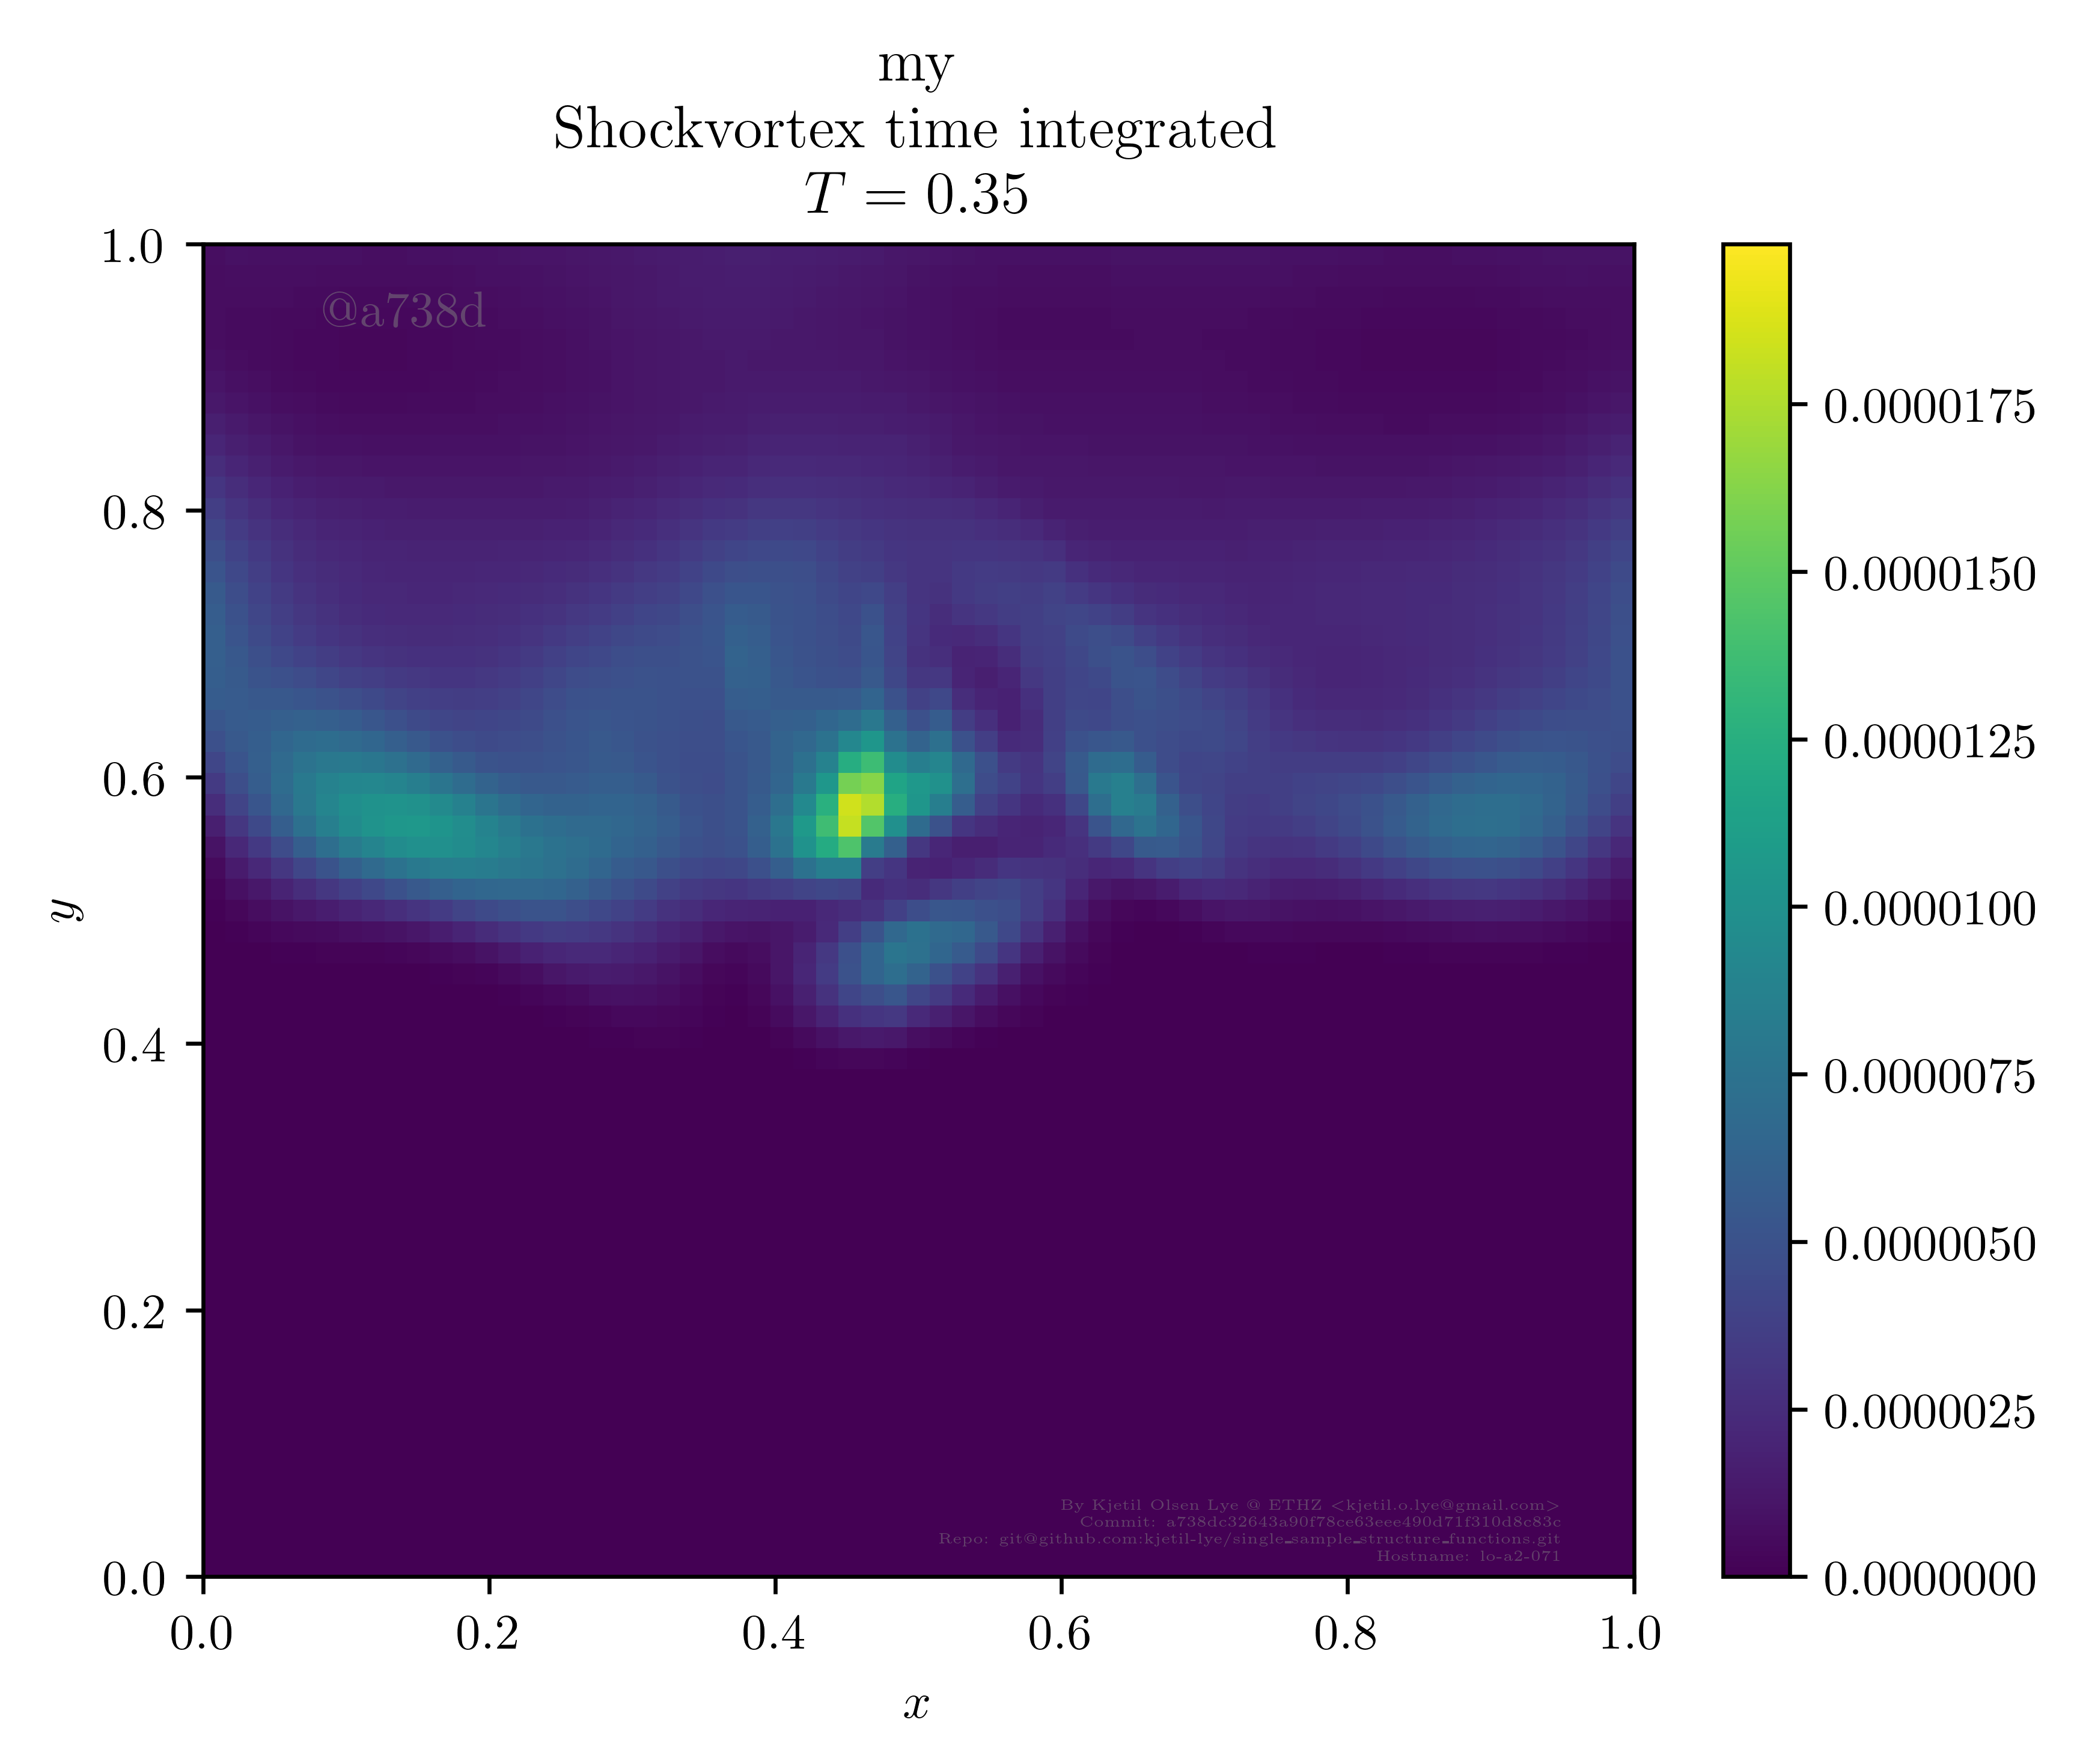 my
Shockvortex time integrated
T = 0.35
1.0
0.8
0.6
0.4
0.2
0.0
y
@a738d
0.0000175
0.0000150
0.0000125
0.0000100
0.0000075
0.0000050
0.0000025
0.0000000
By Kjetil Olsen Lye @ ETHZ <kjetil.o.lye@gmail.com>
Commit: a738dc32643a90f78ce63eee490d71f310d8c83c
Repo: git@github.com:kjetil-lye/single_sample_structure_functions.git
Hostname: lo-a2-071
0.0 0.2 0.4 0.6 0.8 1.0
x